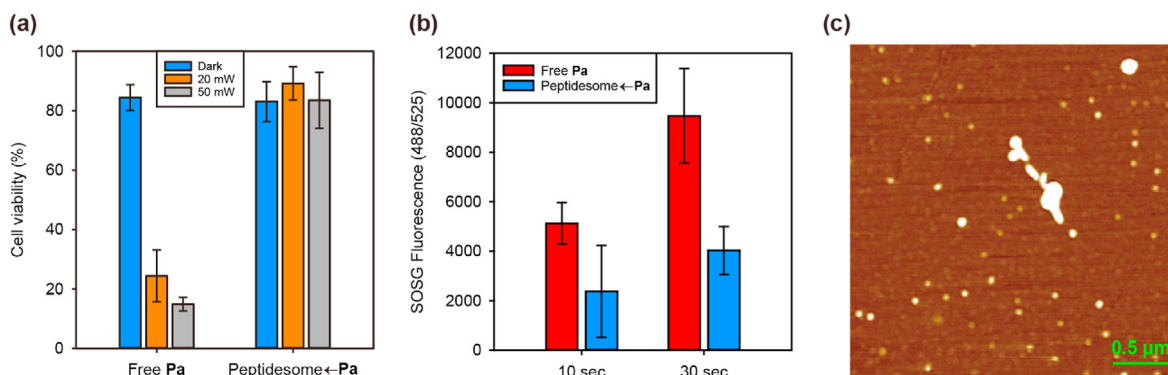 (a)
100
80
60
40
20
0
Cell viability (%)
Dark
20 mW
50 mW
Free Pa
Peptidesome←Pa
(b)
12000
10000
8000
6000
4000
2000
0
SOSG Fluorescence (488/525)
Free Pa
Peptidesome←Pa
10 sec
30 sec
(c)
0.5 μm